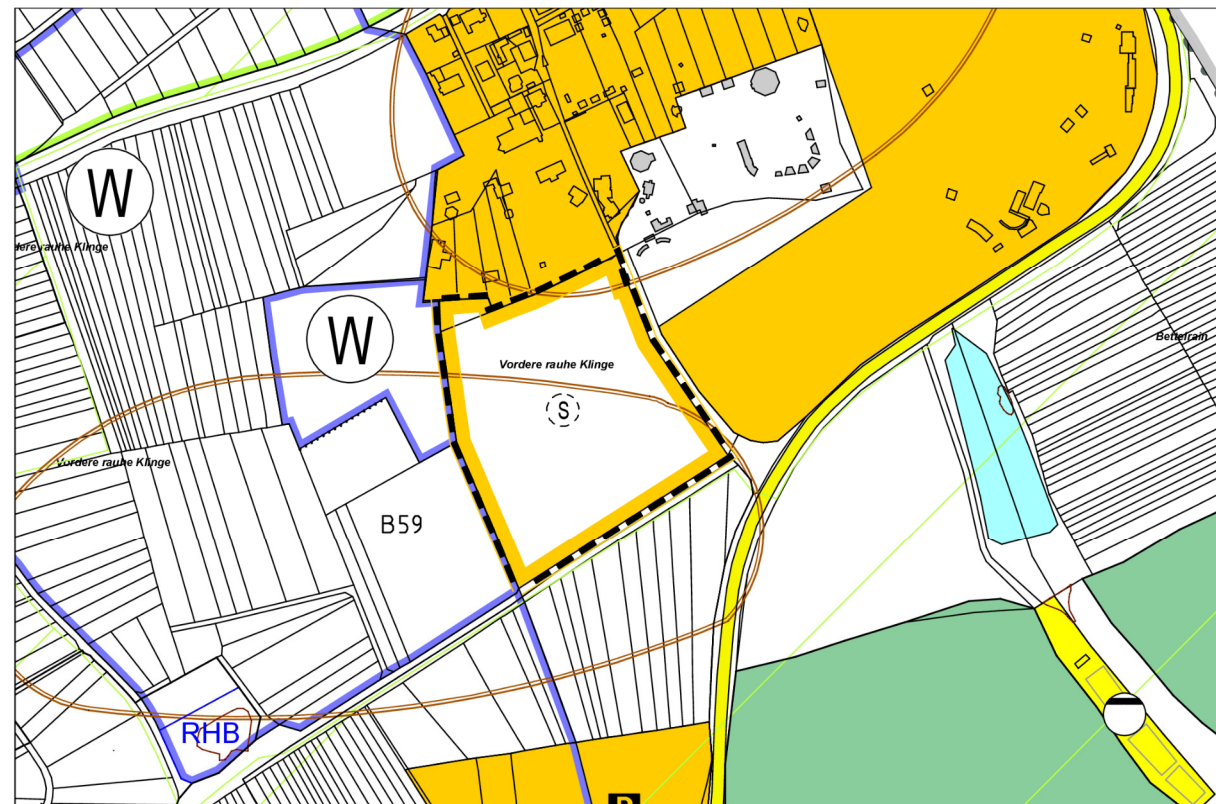 W
dere rauhe Klinge
W
Bettelrain
Vordere rauhe Klinge
S
Vordere rauhe Klinge
B59
RHB